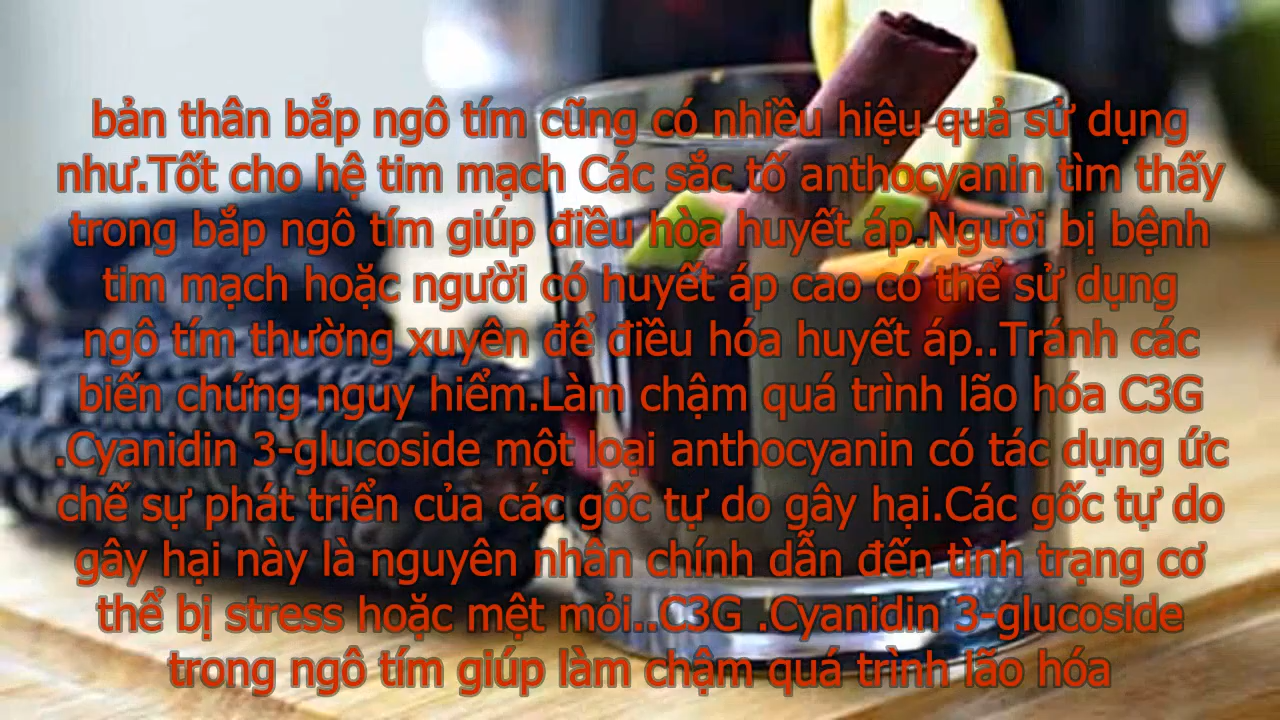 bản thân bắp ngô tím cũng có nhiều hiệu quả sử dụng
như.Tốt cho hệ tim mạch Các sắc tố anthocyanin tìm thấy
trong bắp ngô tím giúp điều hòa huyết áp.Người bị bệnh
tim mạch hoặc người có huyết áp cao có thể sử dụng
ngô tím thường xuyên để điều hóa huyết áp..Tránh các
biến chứng nguy hiểm.Làm chậm quá trình lão hóa C3G
.Cyanidin 3-glucoside một loại anthocyanin có tác dụng ức
chế sự phát triển của các gốc tự do gây hại.Các gốc tự do
gây hại này là nguyên nhân chính dẫn đến tình trạng cơ
thể bị stress hoặc mệt mỏi..C3G .Cyanidin 3-glucoside
trong ngô tím giúp làm chậm quá trình lão hóa